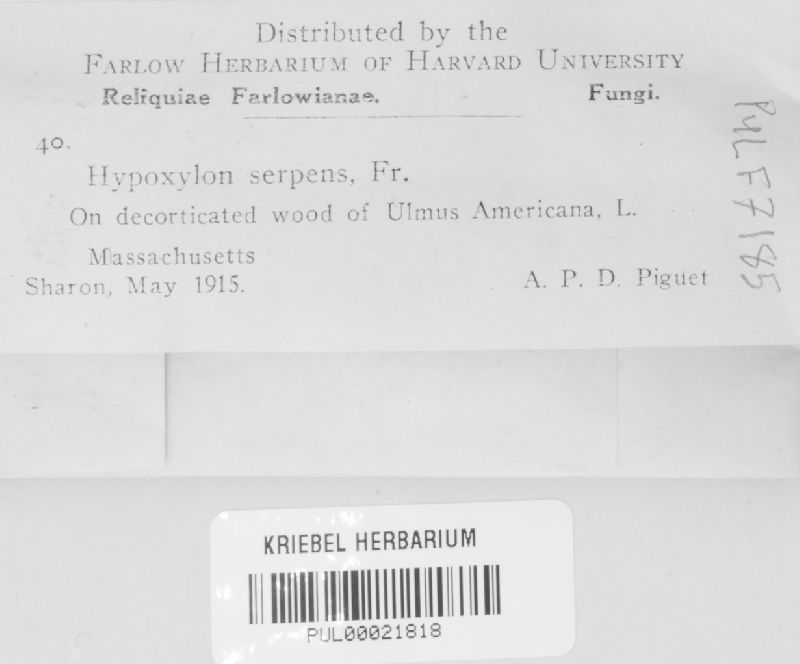 Distributed by the
FARLOW HERBARIUM OF HARVARD UNIVERSITY
Reliquiae Farlowianae. Fungi.
40.
Hypoxylon serpens, Fr.
On decorticated wood of Ulmus Americana, L.
Massachusetts
Sharon, May 1915. A. P. D. Piguet
PUL F7185
KRIEBEL HERBARIUM
PUL00021818